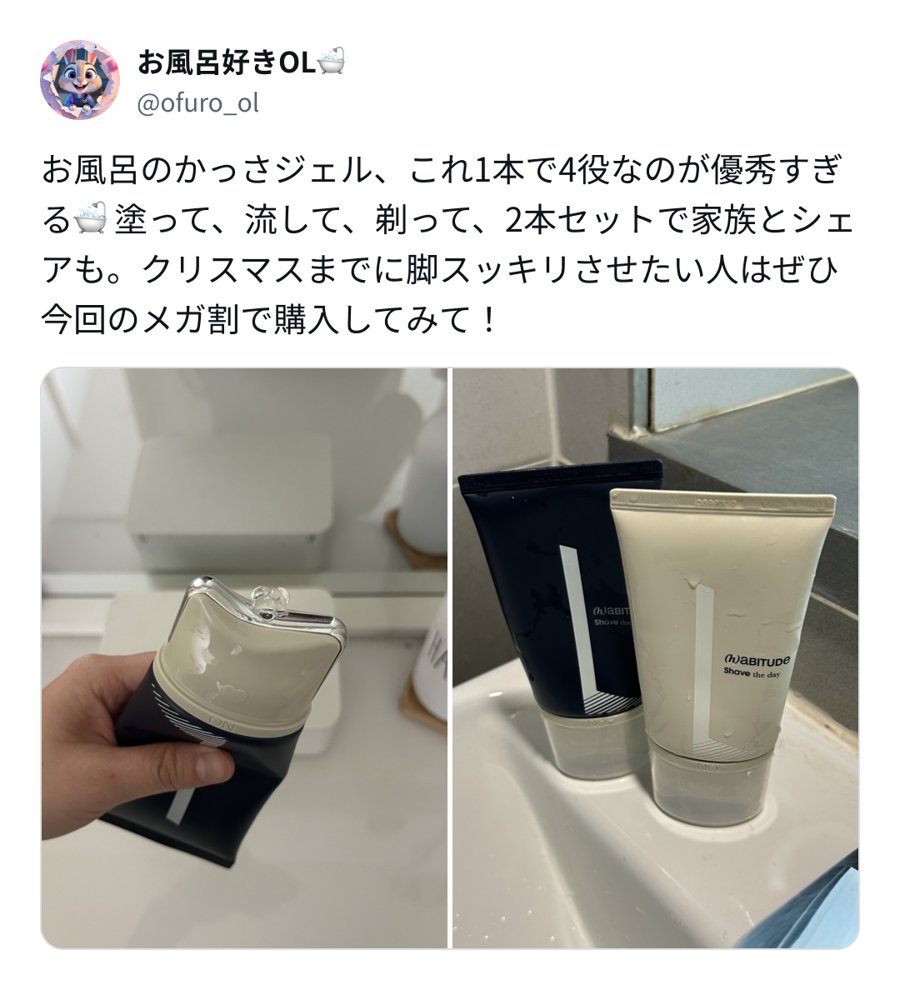 お風呂好きOL🛁
@ofuro_ol
お風呂のかっさジェル、これ1本で4役なのが優秀すぎ
る🛁 塗って、流して、剃って、2本セットで家族とシェ
アも。クリスマスまでに脚スッキリさせたい人はぜひ
今回のメガ割で購入してみて！
ON
HA
(h)ABIT
Shave the
NO
(h)ABITUDE
Shave the day
NO